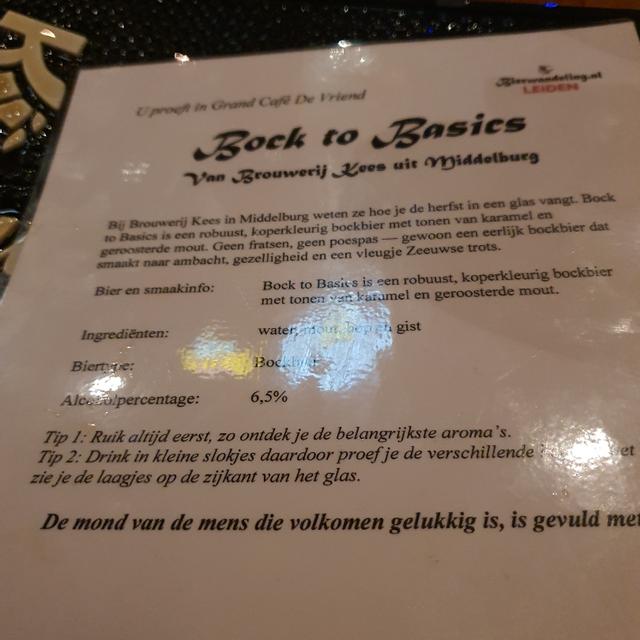 U proeft in Grand Café De Vriend
Bierwandeling.nl
LEIDEN
Bock to Basics
Van Brouwerij Kees uit Middelburg
Bij Brouwerij Kees in Middelburg weten ze hoe je de herfst in een glas vangt. Bock
to Basics is een robuust, koperkleurig bockbier met tonen van karamel en
geroosterde mout. Geen fratsen, geen poespas — gewoon een eerlijk bockbier dat
smaakt naar ambacht, gezelligheid en een vleugje Zeeuwse trots.
Bier en smaakinfo: Bock to Basics is een robuust, koperkleurig bockbier
met tonen van karamel en geroosterde mout.
Ingrediënten: water, mout, hop en gist
Biertype: Bockbier
Alcoholpercentage: 6,5%
Tip 1: Ruik altijd eerst, zo ontdek je de belangrijkste aroma's.
Tip 2: Drink in kleine slokjes daardoor proef je de verschillende
zie je de laagjes op de zijkant van het glas.
De mond van de mens die volkomen gelukkig is, is gevuld met